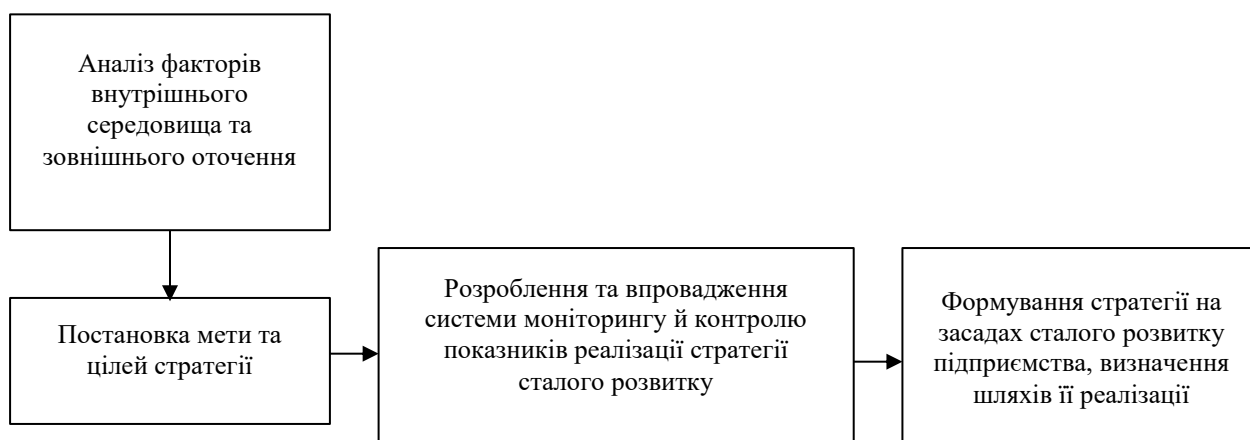 Аналіз факторів
внутрішнього
середовища та
зовнішнього оточення
Постановка мети та
цілей стратегії
Розроблення та впровадження
системи моніторингу й контролю
показників реалізації стратегії
сталого розвитку
Формування стратегії на
засадах сталого розвитку
підприємства, визначення
шляхів її реалізації